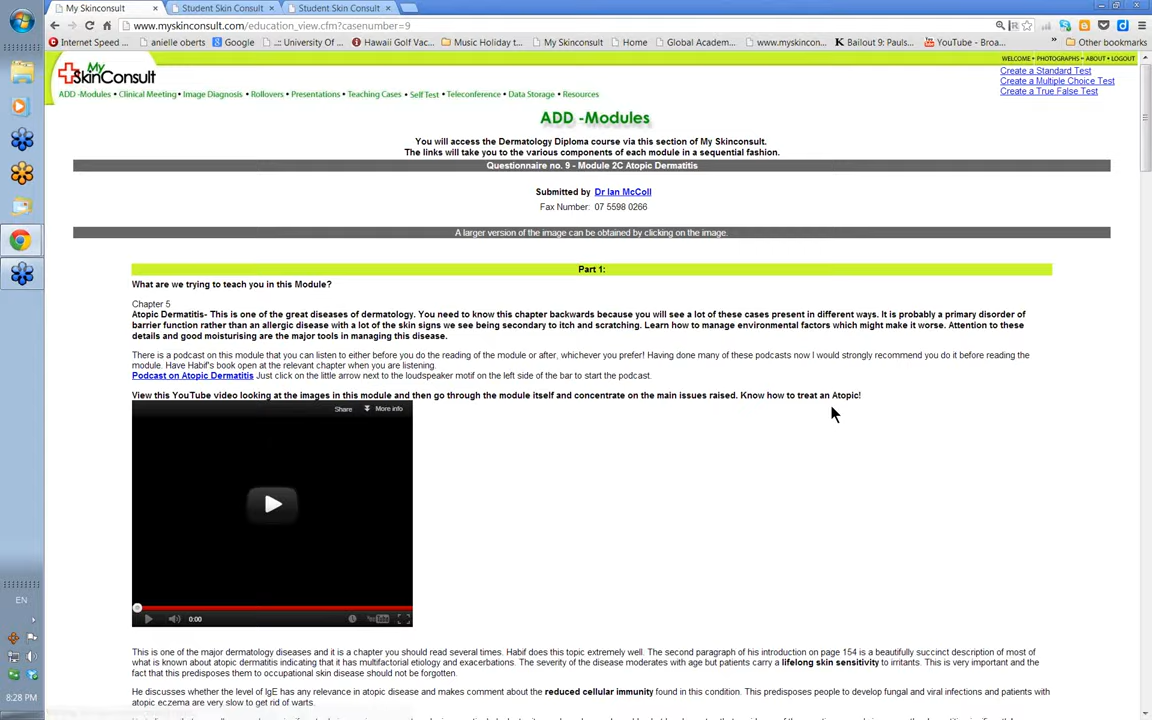 My Skinconsult
Student Skin Consult
Student Skin Consult
www.myskinconsult.com/education_view.cfm?casenumber=9
Internet Speed ...
anielle oberts
Google
..:: University Of ...
Hawaii Golf Vac...
Music Holiday t...
My Skinconsult
Home
Global Academ...
www.myskincon...
K Bailout 9: Pauls...
YouTube - Broa...
»
Other bookmarks
WELCOME • PHOTOGRAPHS • ABOUT • LOGOUT
My
SkinConsult
Create a Standard Test
Create a Multiple Choice Test
Create a True False Test
ADD -Modules • Clinical Meeting • Image Diagnosis • Rollovers • Presentations • Teaching Cases • Self Test • Teleconference • Data Storage • Resources
ADD -Modules
You will access the Dermatology Diploma course via this section of My Skinconsult.
The links will take you to the various components of each module in a sequential fashion.
Questionnaire no. 9 - Module 2C Atopic Dermatitis
Submitted by Dr Ian McColl
Fax Number: 07 5598 0266
A larger version of the image can be obtained by clicking on the image.
Part 1:
What are we trying to teach you in this Module?
Chapter 5
Atopic Dermatitis- This is one of the great diseases of dermatology. You need to know this chapter backwards because you will see a lot of these cases present in different ways. It is probably a primary disorder of
barrier function rather than an allergic disease with a lot of the skin signs we see being secondary to itch and scratching. Learn how to manage environmental factors which might make it worse. Attention to these
details and good moisturising are the major tools in managing this disease.
There is a podcast on this module that you can listen to either before you do the reading of the module or after, whichever you prefer! Having done many of these podcasts now I would strongly recommend you do it before reading the
module. Have Habif's book open at the relevant chapter when you are listening.
Podcast on Atopic Dermatitis Just click on the little arrow next to the loudspeaker motif on the left side of the bar to start the podcast.
View this YouTube video looking at the images in this module and then go through the module itself and concentrate on the main issues raised. Know how to treat an Atopic!
Share
More info
0:00
You Tube
This is one of the major dermatology diseases and it is a chapter you should read several times. Habif does this topic extremely well. The second paragraph of his introduction on page 154 is a beautifully succinct description of most of
what is known about atopic dermatitis indicating that it has multifactorial etiology and exacerbations. The severity of the disease moderates with age but patients carry a lifelong skin sensitivity to irritants. This is very important and the
fact that this predisposes them to occupational skin disease should not be forgotten.
He discusses whether the level of IgE has any relevance in atopic disease and makes comment about the reduced cellular immunity found in this condition. This predisposes people to develop fungal and viral infections and patients with
atopic eczema are very slow to get rid of warts.
EN
8:28 PM